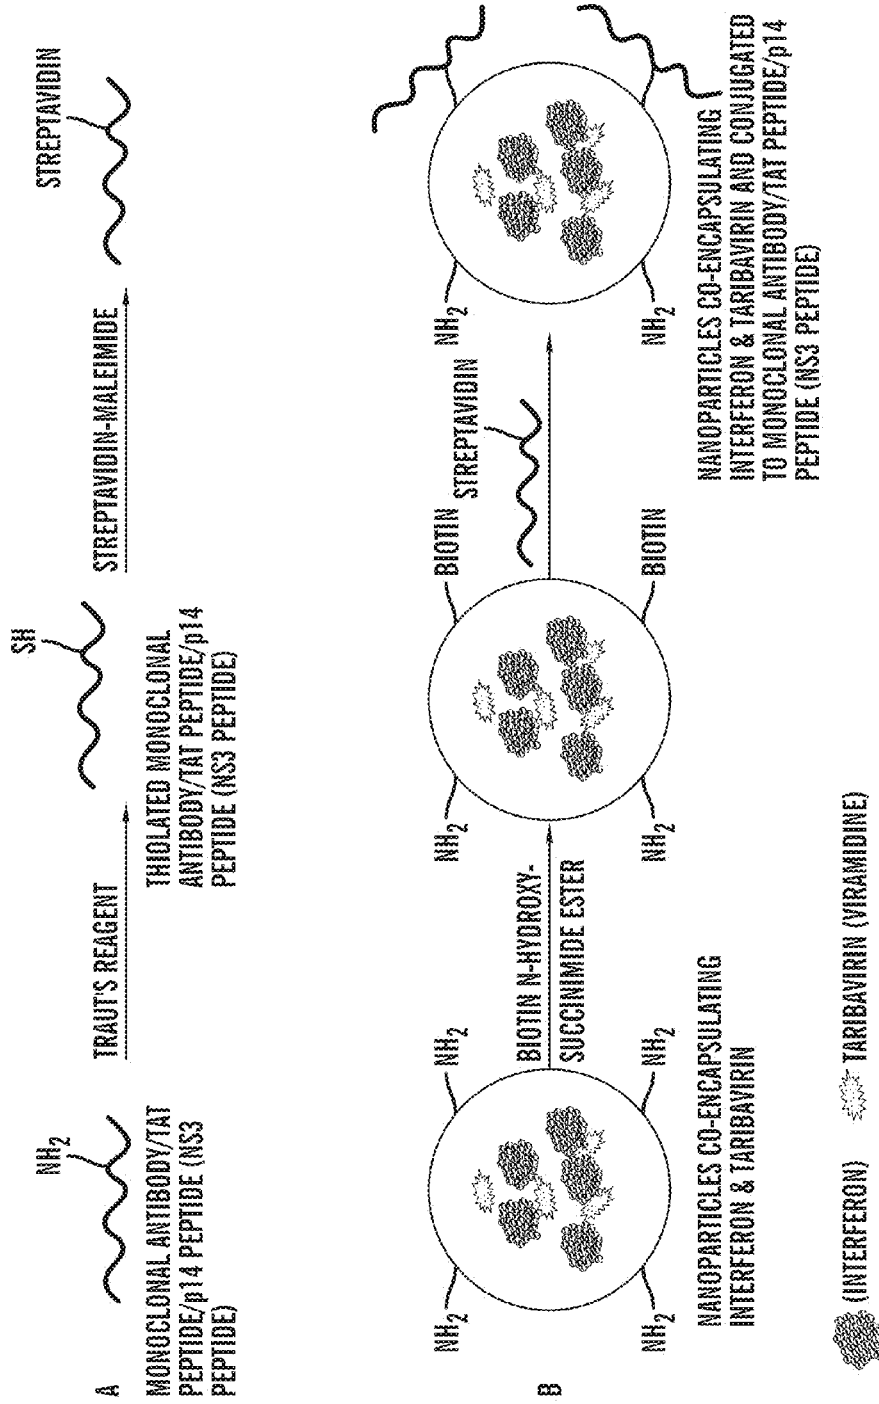 A
NH2
MONOCLONAL ANTIBODY/TAT
PEPTIDE/p14 PEPTIDE (NS3
PEPTIDE)
TRAUT'S REAGENT
SH
THIOLATED MONOCLONAL
ANTIBODY/TAT PEPTIDE/p14
PEPTIDE (NS3 PEPTIDE)
STREPTAVIDIN-MALEIMIDE
STREPTAVIDIN
B
NH2
NH2
NH2
NH2
NANOPARTICLES CO-ENCAPSULATING
INTERFERON & TARIBAVIRIN
BIOTIN N-HYDROXY-
SUCCINIMIDE ESTER
NH2
BIOTIN
NH2
BIOTIN
STREPTAVIDIN
NH2
NH2
NANOPARTICLES CO-ENCAPSULATING
INTERFERON & TARIBAVIRIN AND CONJUGATED
TO MONOCLONAL ANTIBODY/TAT PEPTIDE/p14
PEPTIDE (NS3 PEPTIDE)
(INTERFERON)
TARIBAVIRIN (VIRAMIDINE)